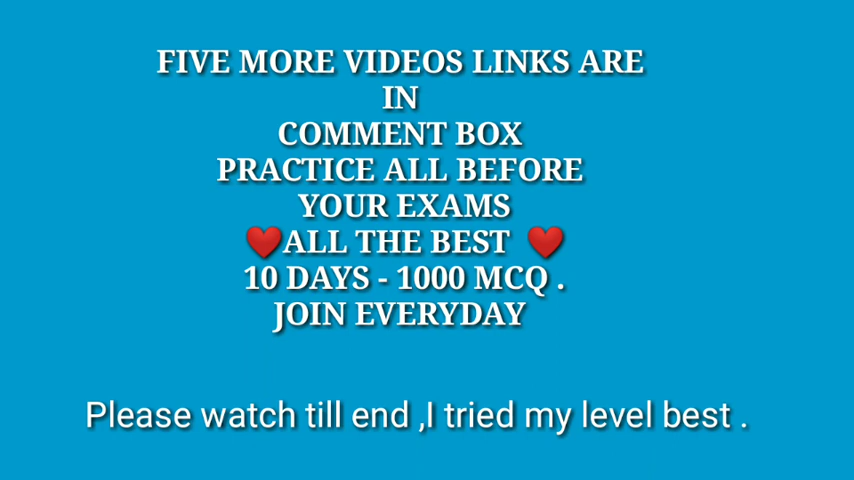 FIVE MORE VIDEOS LINKS ARE
IN
COMMENT BOX
PRACTICE ALL BEFORE
YOUR EXAMS
❤️ALL THE BEST ❤️
10 DAYS - 1000 MCQ .
JOIN EVERYDAY
Please watch till end ,I tried my level best .